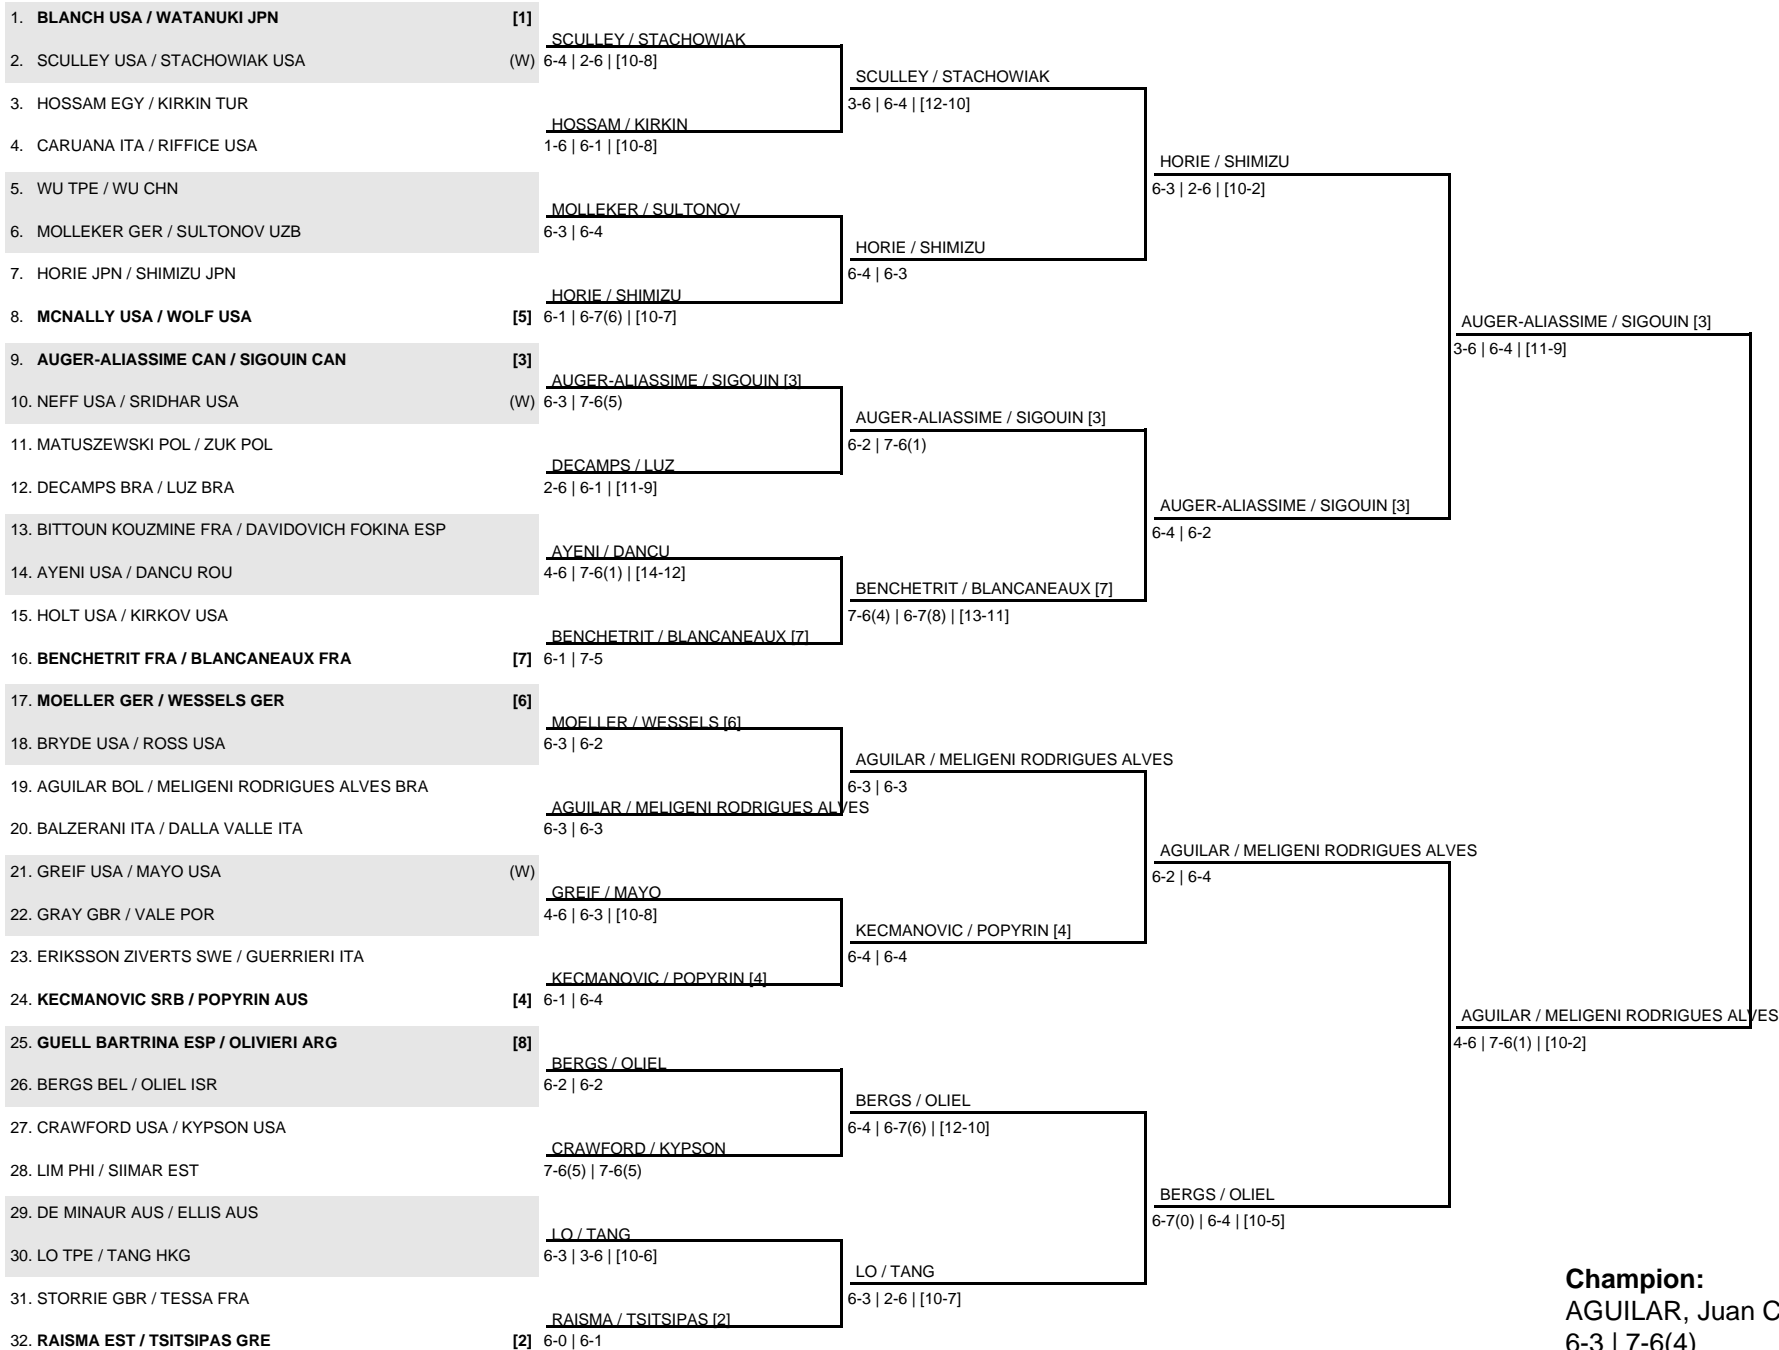 1. BLANCH USA / WATANUKI JPN [1]
SCULLEY / STACHOWIAK
2. SCULLEY USA / STACHOWIAK USA (W) 6-4 | 2-6 | [10-8]
SCULLEY / STACHOWIAK
3. HOSSAM EGY / KIRKIN TUR
3-6 | 6-4 | [12-10]
HOSSAM / KIRKIN
4. CARUANA ITA / RIFFICE USA
1-6 | 6-1 | [10-8]
HORIE / SHIMIZU
5. WU TPE / WU CHN
6-3 | 2-6 | [10-2]
MOLLEKER / SULTONOV
6. MOLLEKER GER / SULTONOV UZB
6-3 | 6-4
HORIE / SHIMIZU
7. HORIE JPN / SHIMIZU JPN
6-4 | 6-3
HORIE / SHIMIZU
8. MCNALLY USA / WOLF USA [5] 6-1 | 6-7(6) | [10-7]
AUGER-ALIASSIME / SIGOUIN [3]
3-6 | 6-4 | [11-9]
9. AUGER-ALIASSIME CAN / SIGOUIN CAN [3]
AUGER-ALIASSIME / SIGOUIN [3]
10. NEFF USA / SRIDHAR USA (W) 6-3 | 7-6(5)
AUGER-ALIASSIME / SIGOUIN [3]
11. MATUSZEWSKI POL / ZUK POL
6-2 | 7-6(1)
DECAMPS / LUZ
12. DECAMPS BRA / LUZ BRA
2-6 | 6-1 | [11-9]
AUGER-ALIASSIME / SIGOUIN [3]
13. BITTOUN KOUZMINE FRA / DAVIDOVICH FOKINA ESP
6-4 | 6-2
AYENI / DANCU
14. AYENI USA / DANCU ROU
4-6 | 7-6(1) | [14-12]
BENCHETRIT / BLANCANEAUX [7]
15. HOLT USA / KIRKOV USA
7-6(4) | 6-7(8) | [13-11]
BENCHETRIT / BLANCANEAUX [7]
16. BENCHETRIT FRA / BLANCANEAUX FRA [7] 6-1 | 7-5
17. MOELLER GER / WESSELS GER [6]
MOELLER / WESSELS [6]
18. BRYDE USA / ROSS USA
6-3 | 6-2
AGUILAR / MELIGENI RODRIGUES ALVES
19. AGUILAR BOL / MELIGENI RODRIGUES ALVES BRA
6-3 | 6-3
AGUILAR / MELIGENI RODRIGUES ALVES
20. BALZERANI ITA / DALLA VALLE ITA
6-3 | 6-3
AGUILAR / MELIGENI RODRIGUES ALVES
21. GREIF USA / MAYO USA (W)
6-2 | 6-4
GREIF / MAYO
22. GRAY GBR / VALE POR
4-6 | 6-3 | [10-8]
KECMANOVIC / POPYRIN [4]
23. ERIKSSON ZIVERTS SWE / GUERRIERI ITA
6-4 | 6-4
KECMANOVIC / POPYRIN [4]
24. KECMANOVIC SRB / POPYRIN AUS [4] 6-1 | 6-4
AGUILAR / MELIGENI RODRIGUES ALVES
25. GUELL BARTRINA ESP / OLIVIERI ARG [8]
4-6 | 7-6(1) | [10-2]
BERGS / OLIEL
26. BERGS BEL / OLIEL ISR
6-2 | 6-2
BERGS / OLIEL
27. CRAWFORD USA / KYPSON USA
6-4 | 6-7(6) | [12-10]
CRAWFORD / KYPSON
28. LIM PHI / SIIMAR EST
7-6(5) | 7-6(5)
BERGS / OLIEL
29. DE MINAUR AUS / ELLIS AUS
6-7(0) | 6-4 | [10-5]
LO / TANG
30. LO TPE / TANG HKG
6-3 | 3-6 | [10-6]
LO / TANG
31. STORRIE GBR / TESSA FRA
6-3 | 2-6 | [10-7]
RAISMA / TSITSIPAS [2]
32. RAISMA EST / TSITSIPAS GRE [2] 6-0 | 6-1
Champion:
AGUILAR, Juan C
6-3 | 7-6(4)